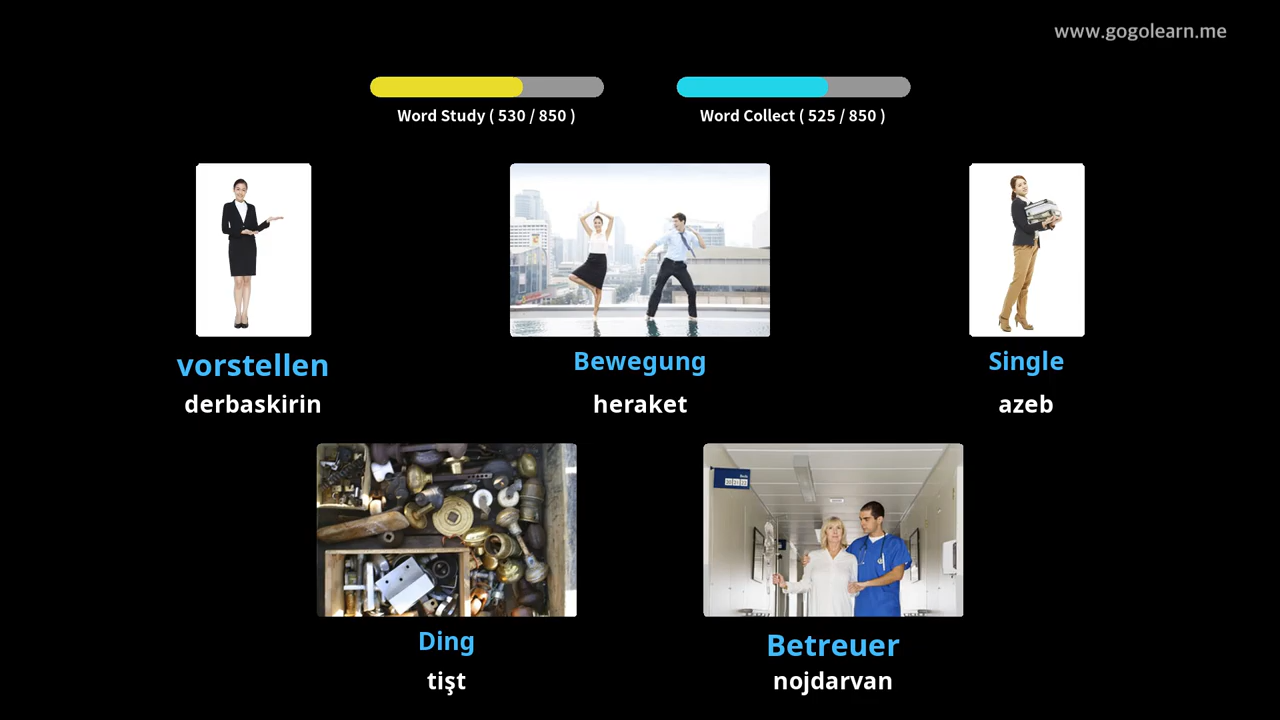 www.gogolearn.me
Word Study ( 530 / 850 )
Word Collect ( 525 / 850 )
vorstellen
derbaskirin
Bewegung
heraket
Single
azeb
Ding
tişt
Betreuer
nojdarvan